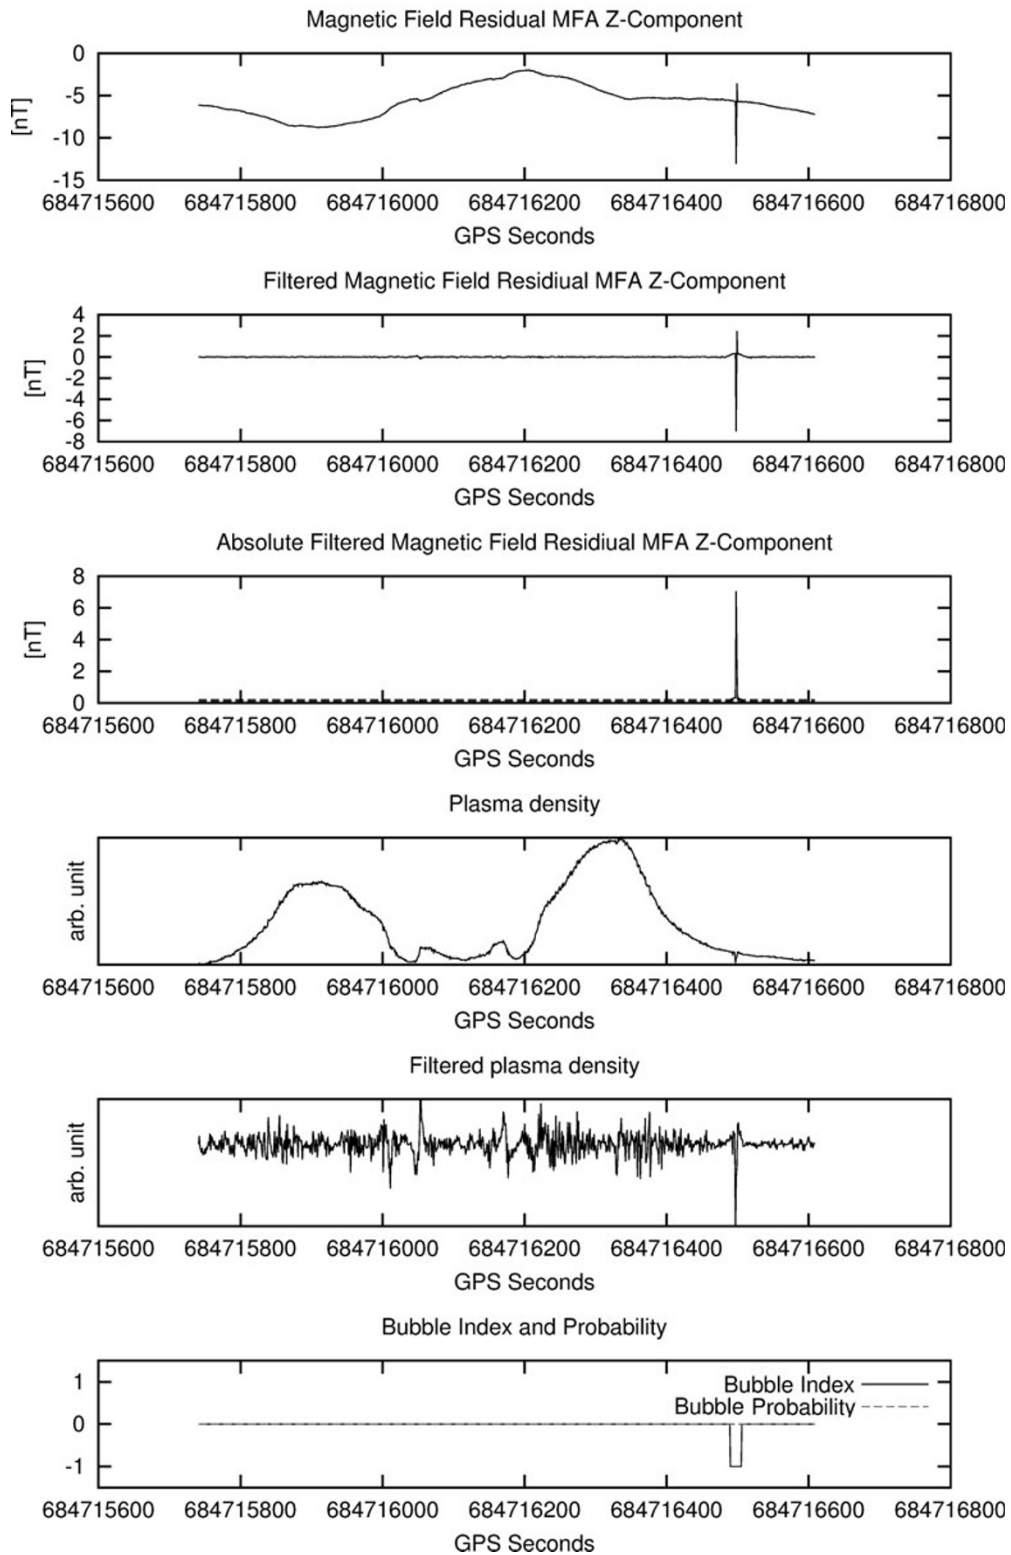 Magnetic Field Residual MFA Z-Component
0
-5
-10
-15
[nT]
684715600 684715800 684716000 684716200 684716400 684716600 684716800
GPS Seconds
Filtered Magnetic Field Residiual MFA Z-Component
4
2
0
-2
-4
-6
-8
[nT]
684715600 684715800 684716000 684716200 684716400 684716600 684716800
GPS Seconds
Absolute Filtered Magnetic Field Residiual MFA Z-Component
8
6
4
2
0
[nT]
684715600 684715800 684716000 684716200 684716400 684716600 684716800
GPS Seconds
Plasma density
arb. unit
684715600 684715800 684716000 684716200 684716400 684716600 684716800
GPS Seconds
Filtered plasma density
arb. unit
684715600 684715800 684716000 684716200 684716400 684716600 684716800
GPS Seconds
Bubble Index and Probability
1
0
-1
Bubble Index
Bubble Probability
684715600 684715800 684716000 684716200 684716400 684716600 684716800
GPS Seconds